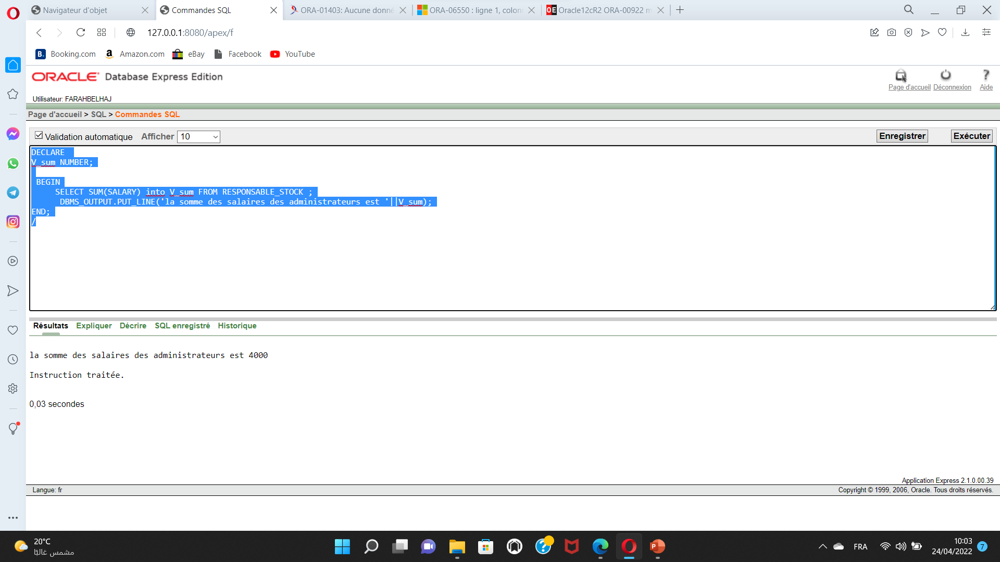 Navigateur d'objet
Commandes SQL
ORA-01403: Aucune donné
ORA-06550 : ligne 1, colon
OE Oracle12cR2 ORA-00922 m
127.0.0.1:8080/apex/f
B. Booking.com
a Amazon.com
eBay
Facebook
YouTube
ORACLE Database Express Edition
Page d'accueil
Déconnexion
? Aide
Utilisateur: FARAHBELHAJ
Page d'accueil > SQL > Commandes SQL
Validation automatique Afficher 10
Enregistrer
Exécuter
DECLARE
V_sum NUMBER;
BEGIN
SELECT SUM(SALARY) into V_sum FROM RESPONSABLE_STOCK ;
DBMS_OUTPUT.PUT_LINE('la somme des salaires des administrateurs est '||V_sum);
END;
/
Résultats Expliquer Décrire SQL enregistré Historique
la somme des salaires des administrateurs est 4000
Instruction traitée.
0,03 secondes
Application Express 2.1.0.00.39
Langue: fr
Copyright © 1999, 2006, Oracle. Tous droits réservés.
20°C
مشمس غالبًا
FRA
10:03
24/04/2022
7